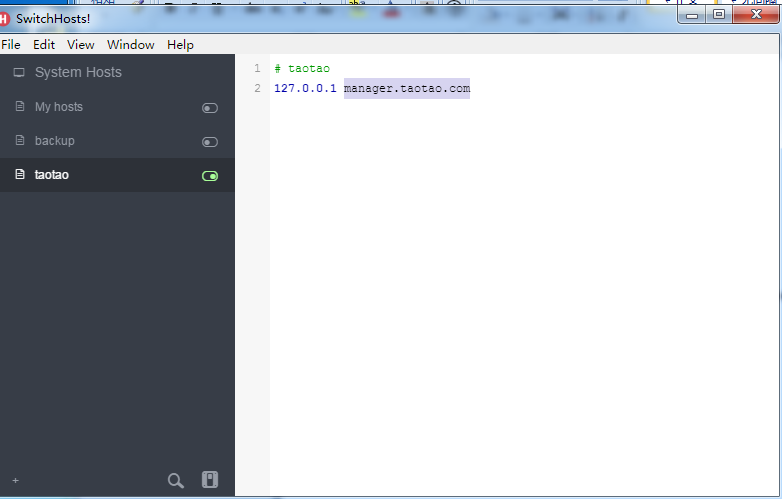 SwitchHosts!
File Edit View Window Help
System Hosts
My hosts
backup
taotao
1 # taotao
2 127.0.0.1 manager.taotao.com